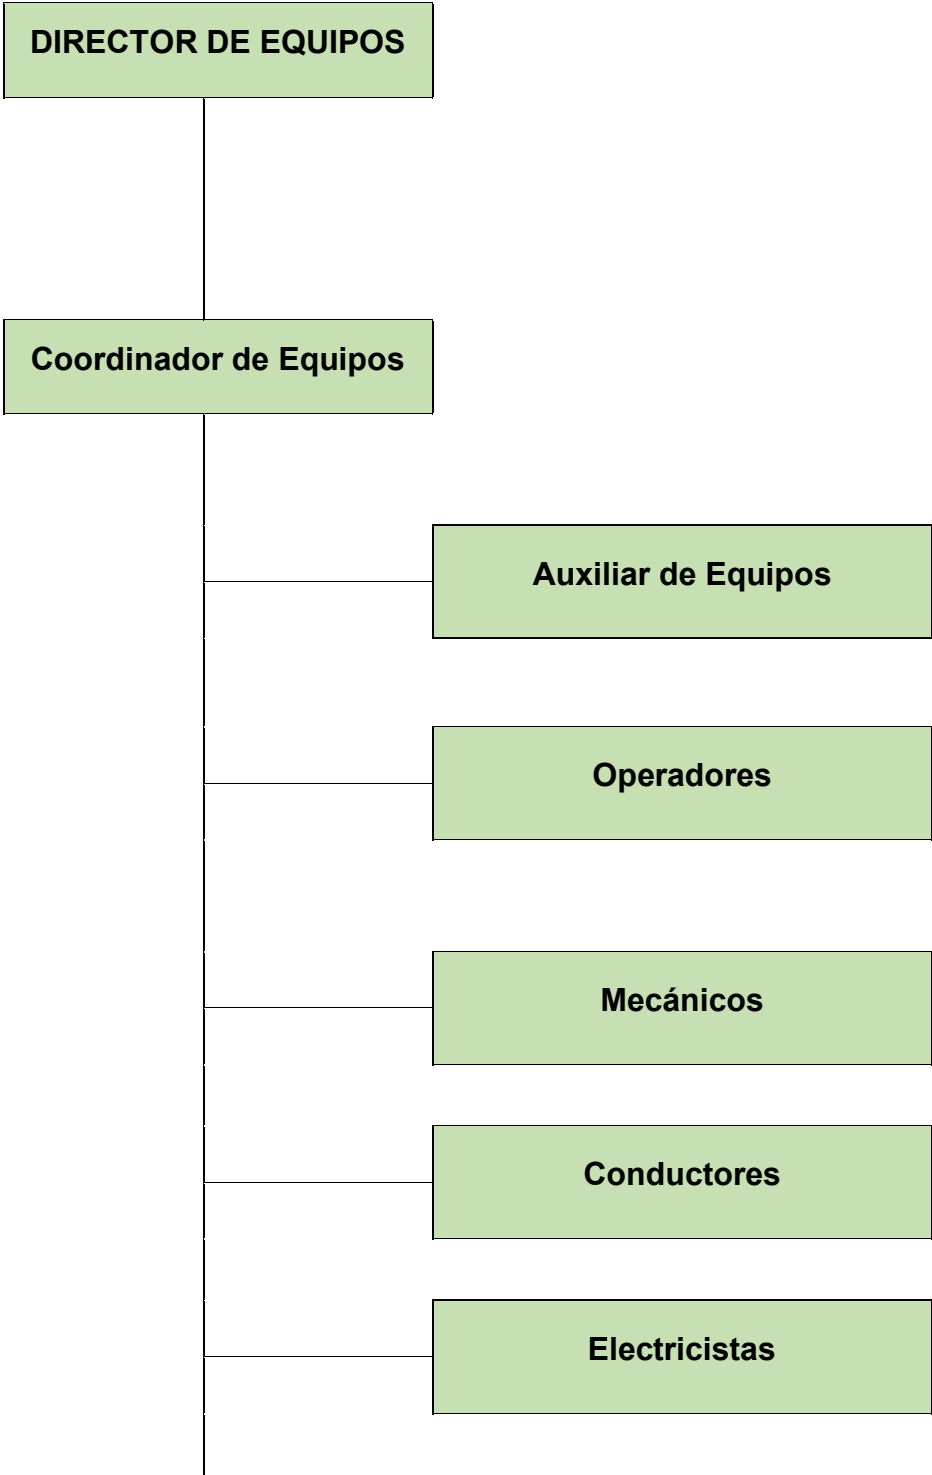 DIRECTOR DE EQUIPOS
Coordinador de Equipos
Auxiliar de Equipos
Operadores
Mecánicos
Conductores
Electricistas